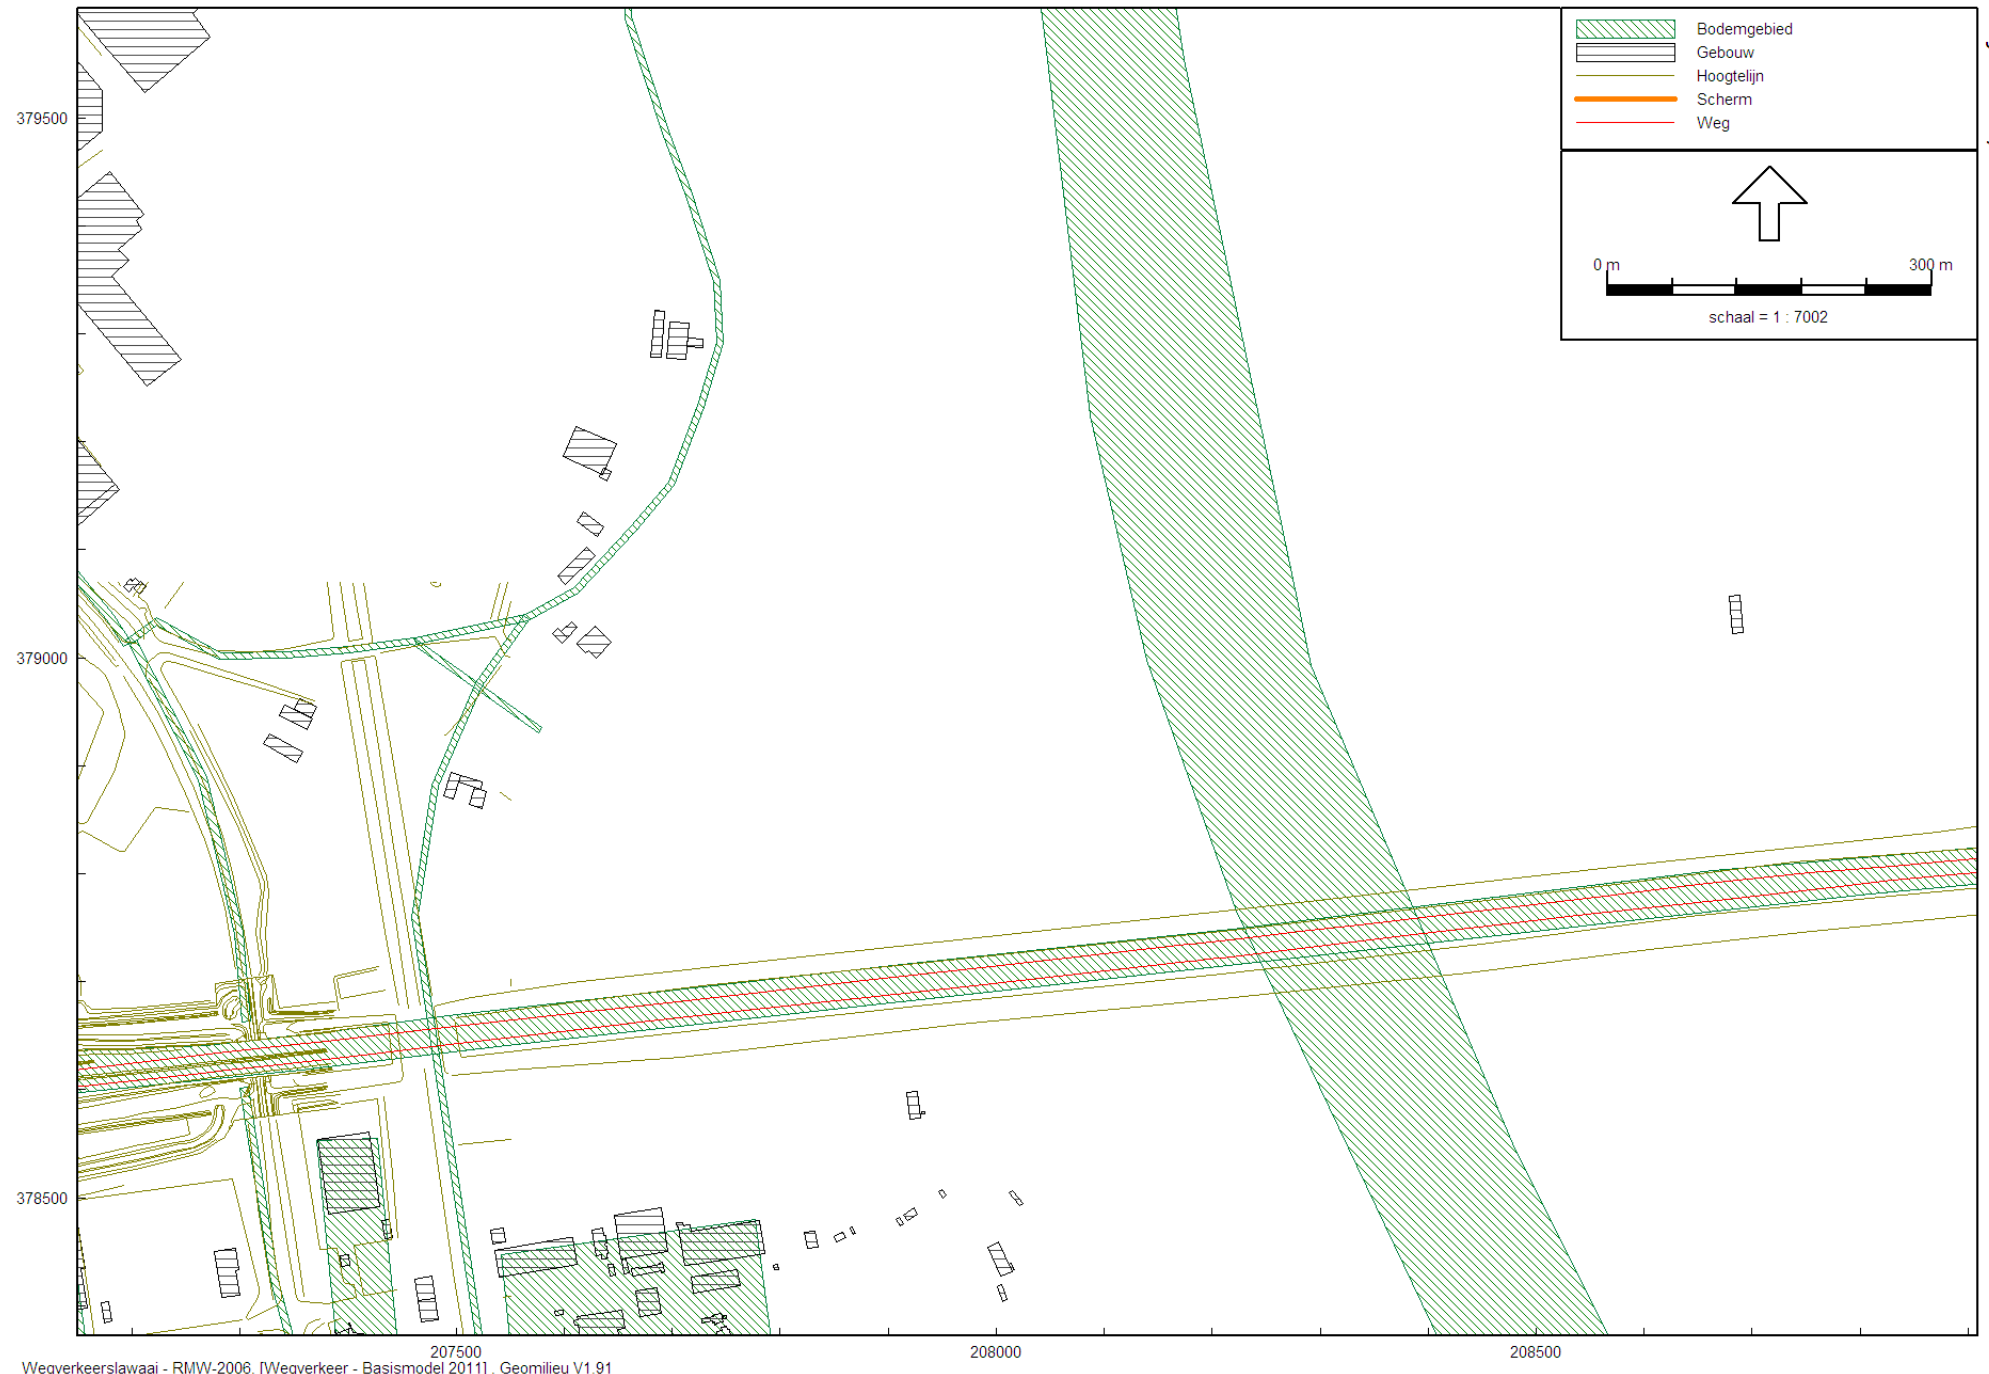 Bodemgebied
Gebouw
Hoogtelijn
Scherm
Weg
0 m 300 m
schaal = 1 : 7002
379500
379000
378500
207500 208000 208500
Wegverkeerslawaai - RMW-2006, [Wegverkeer - Basismodel 2011] , Geomilieu V1.91